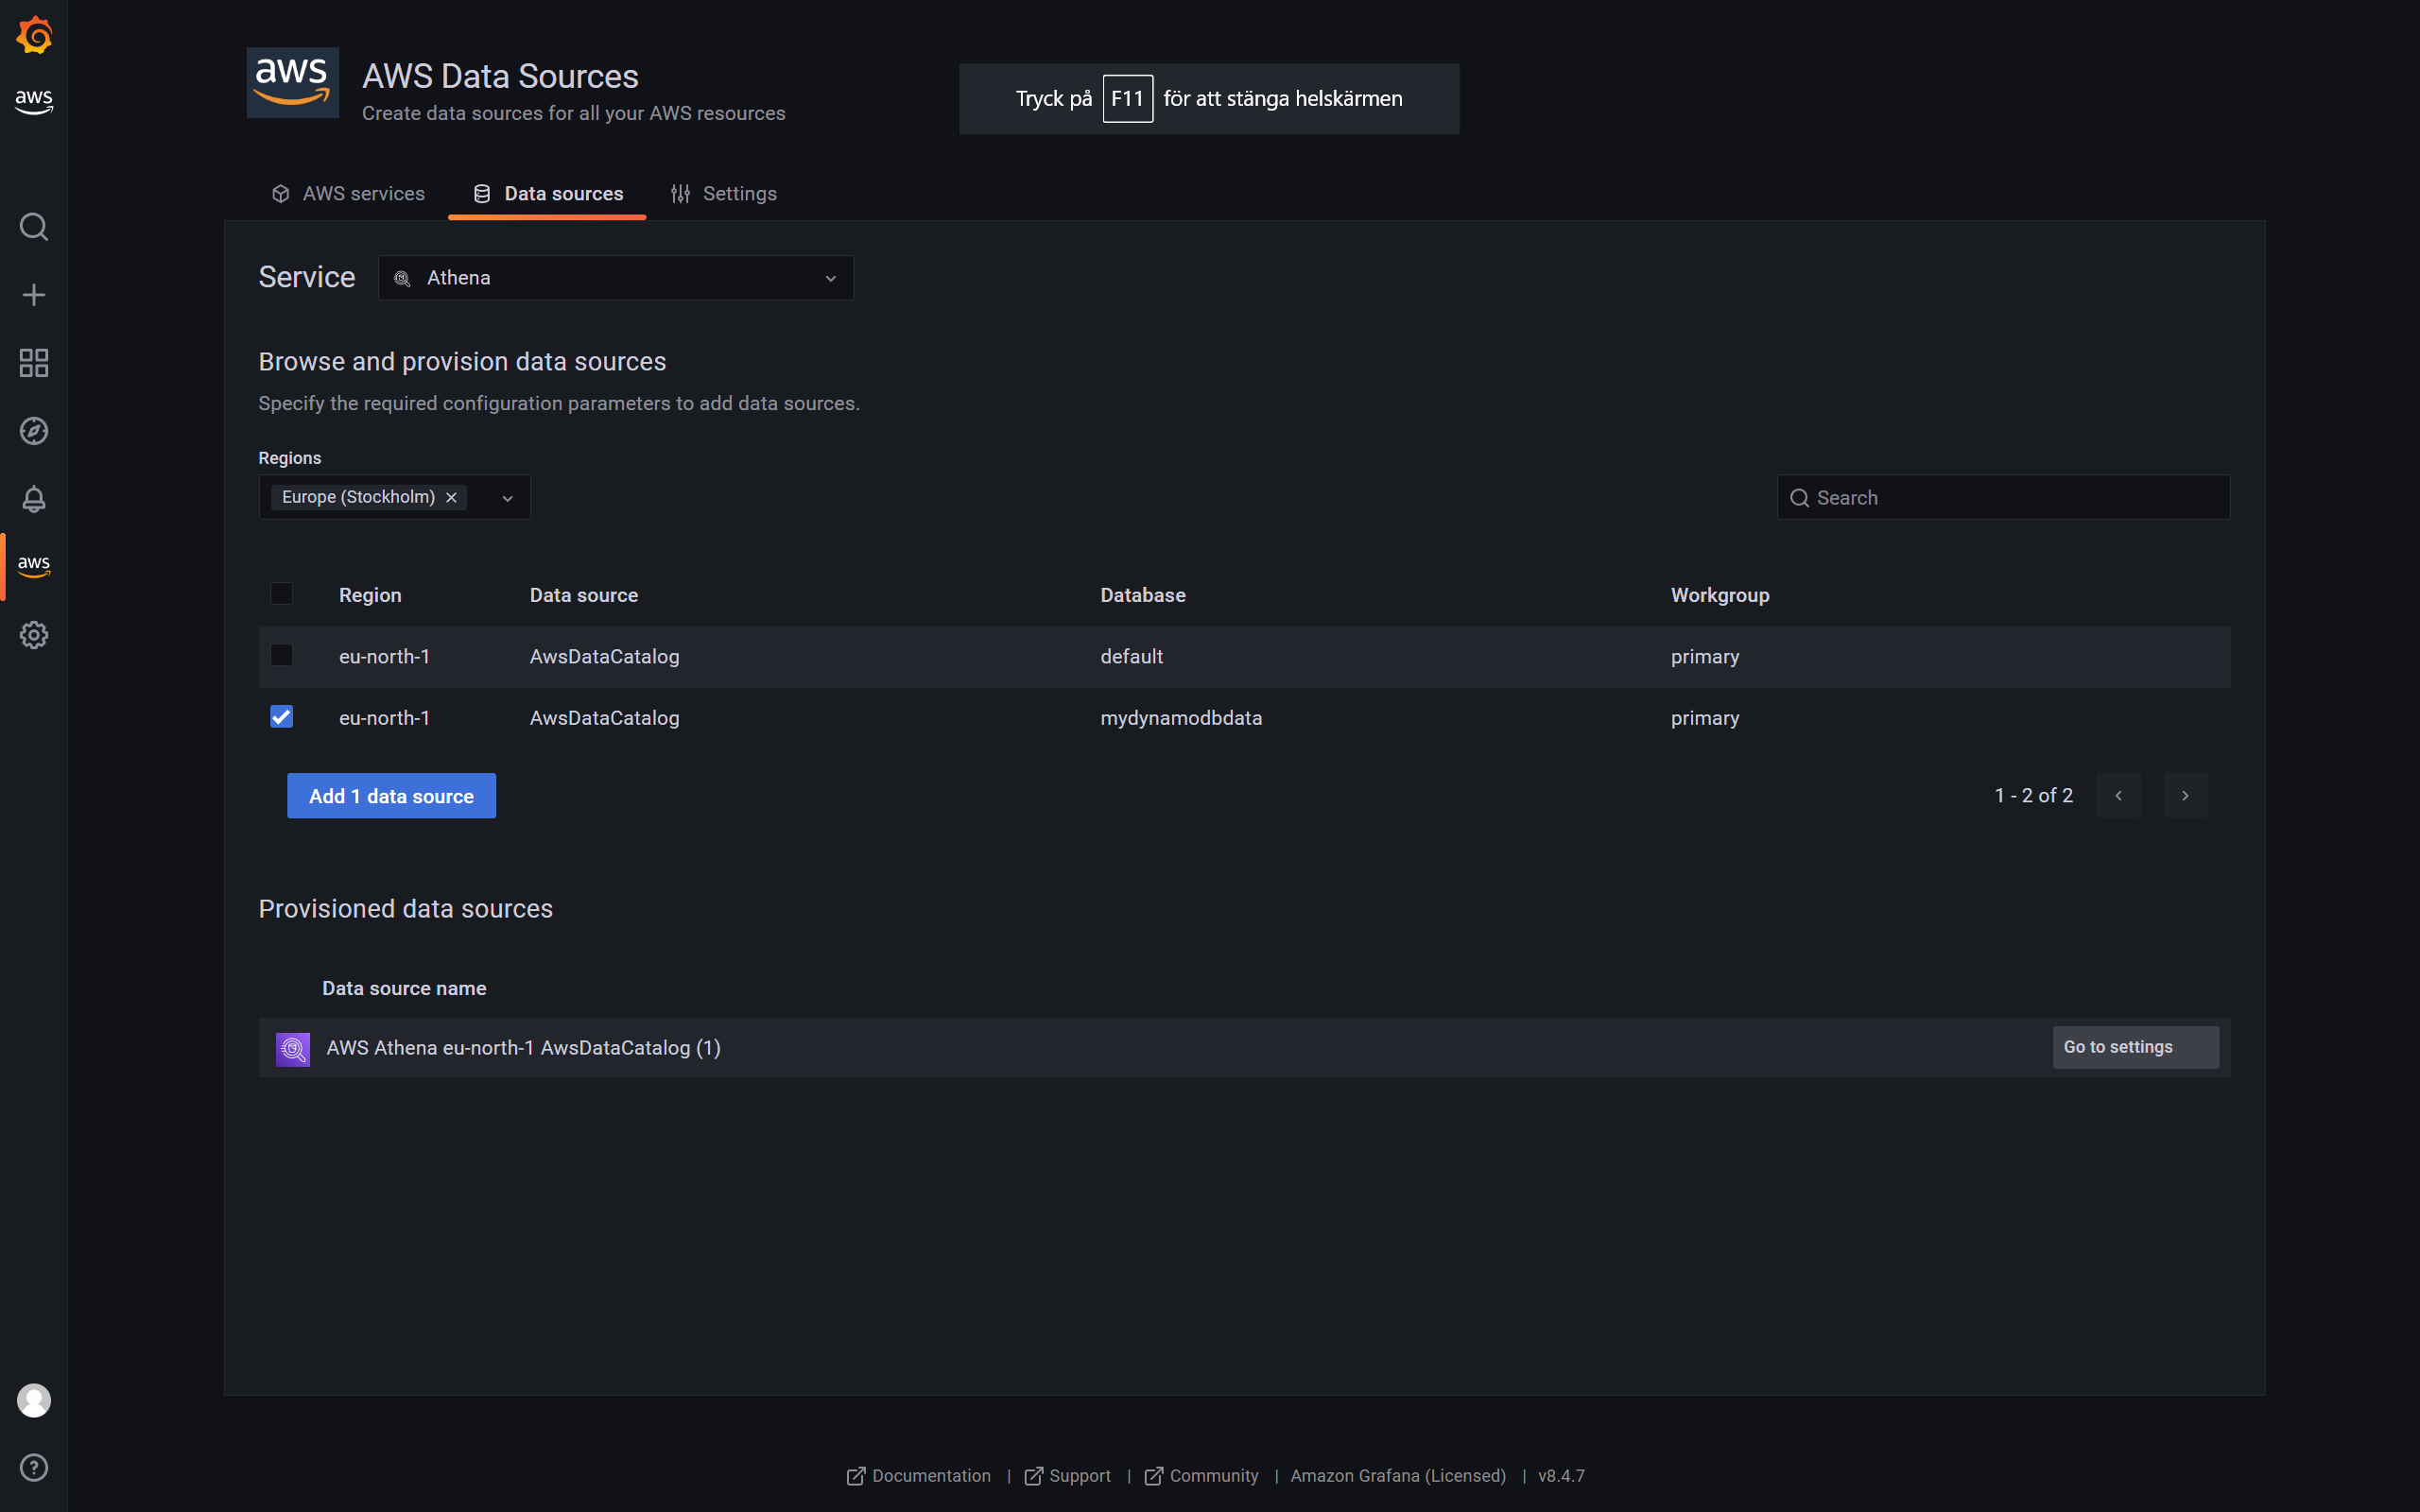 aws
AWS Data Sources
Create data sources for all your AWS resources
Tryck på F11 för att stänga helskärmen
aws
AWS services
Data sources
Settings
Service
Athena
Browse and provision data sources
Specify the required configuration parameters to add data sources.
Regions
Europe (Stockholm)
Search
aws
Region Data source Database Workgroup
eu-north-1 AwsDataCatalog default primary
eu-north-1 AwsDataCatalog mydynamodbdata primary
Add 1 data source
1 - 2 of 2
Provisioned data sources
Data source name
AWS Athena eu-north-1 AwsDataCatalog (1)
Go to settings
Documentation | Support | Community | Amazon Grafana (Licensed) | v8.4.7